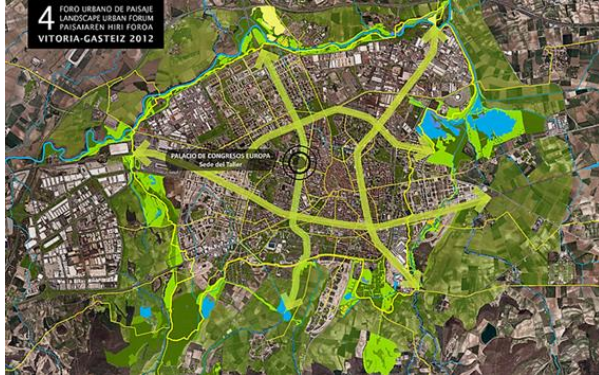 4
FORO URBANO DE PAISAJE
LANDSCAPE URBAN FORUM
PAISAIAREN HIRI FOROA
VITORIA-GASTEIZ 2012
PALACIO DE CONGRESOS EUROPA
Sede del Taller